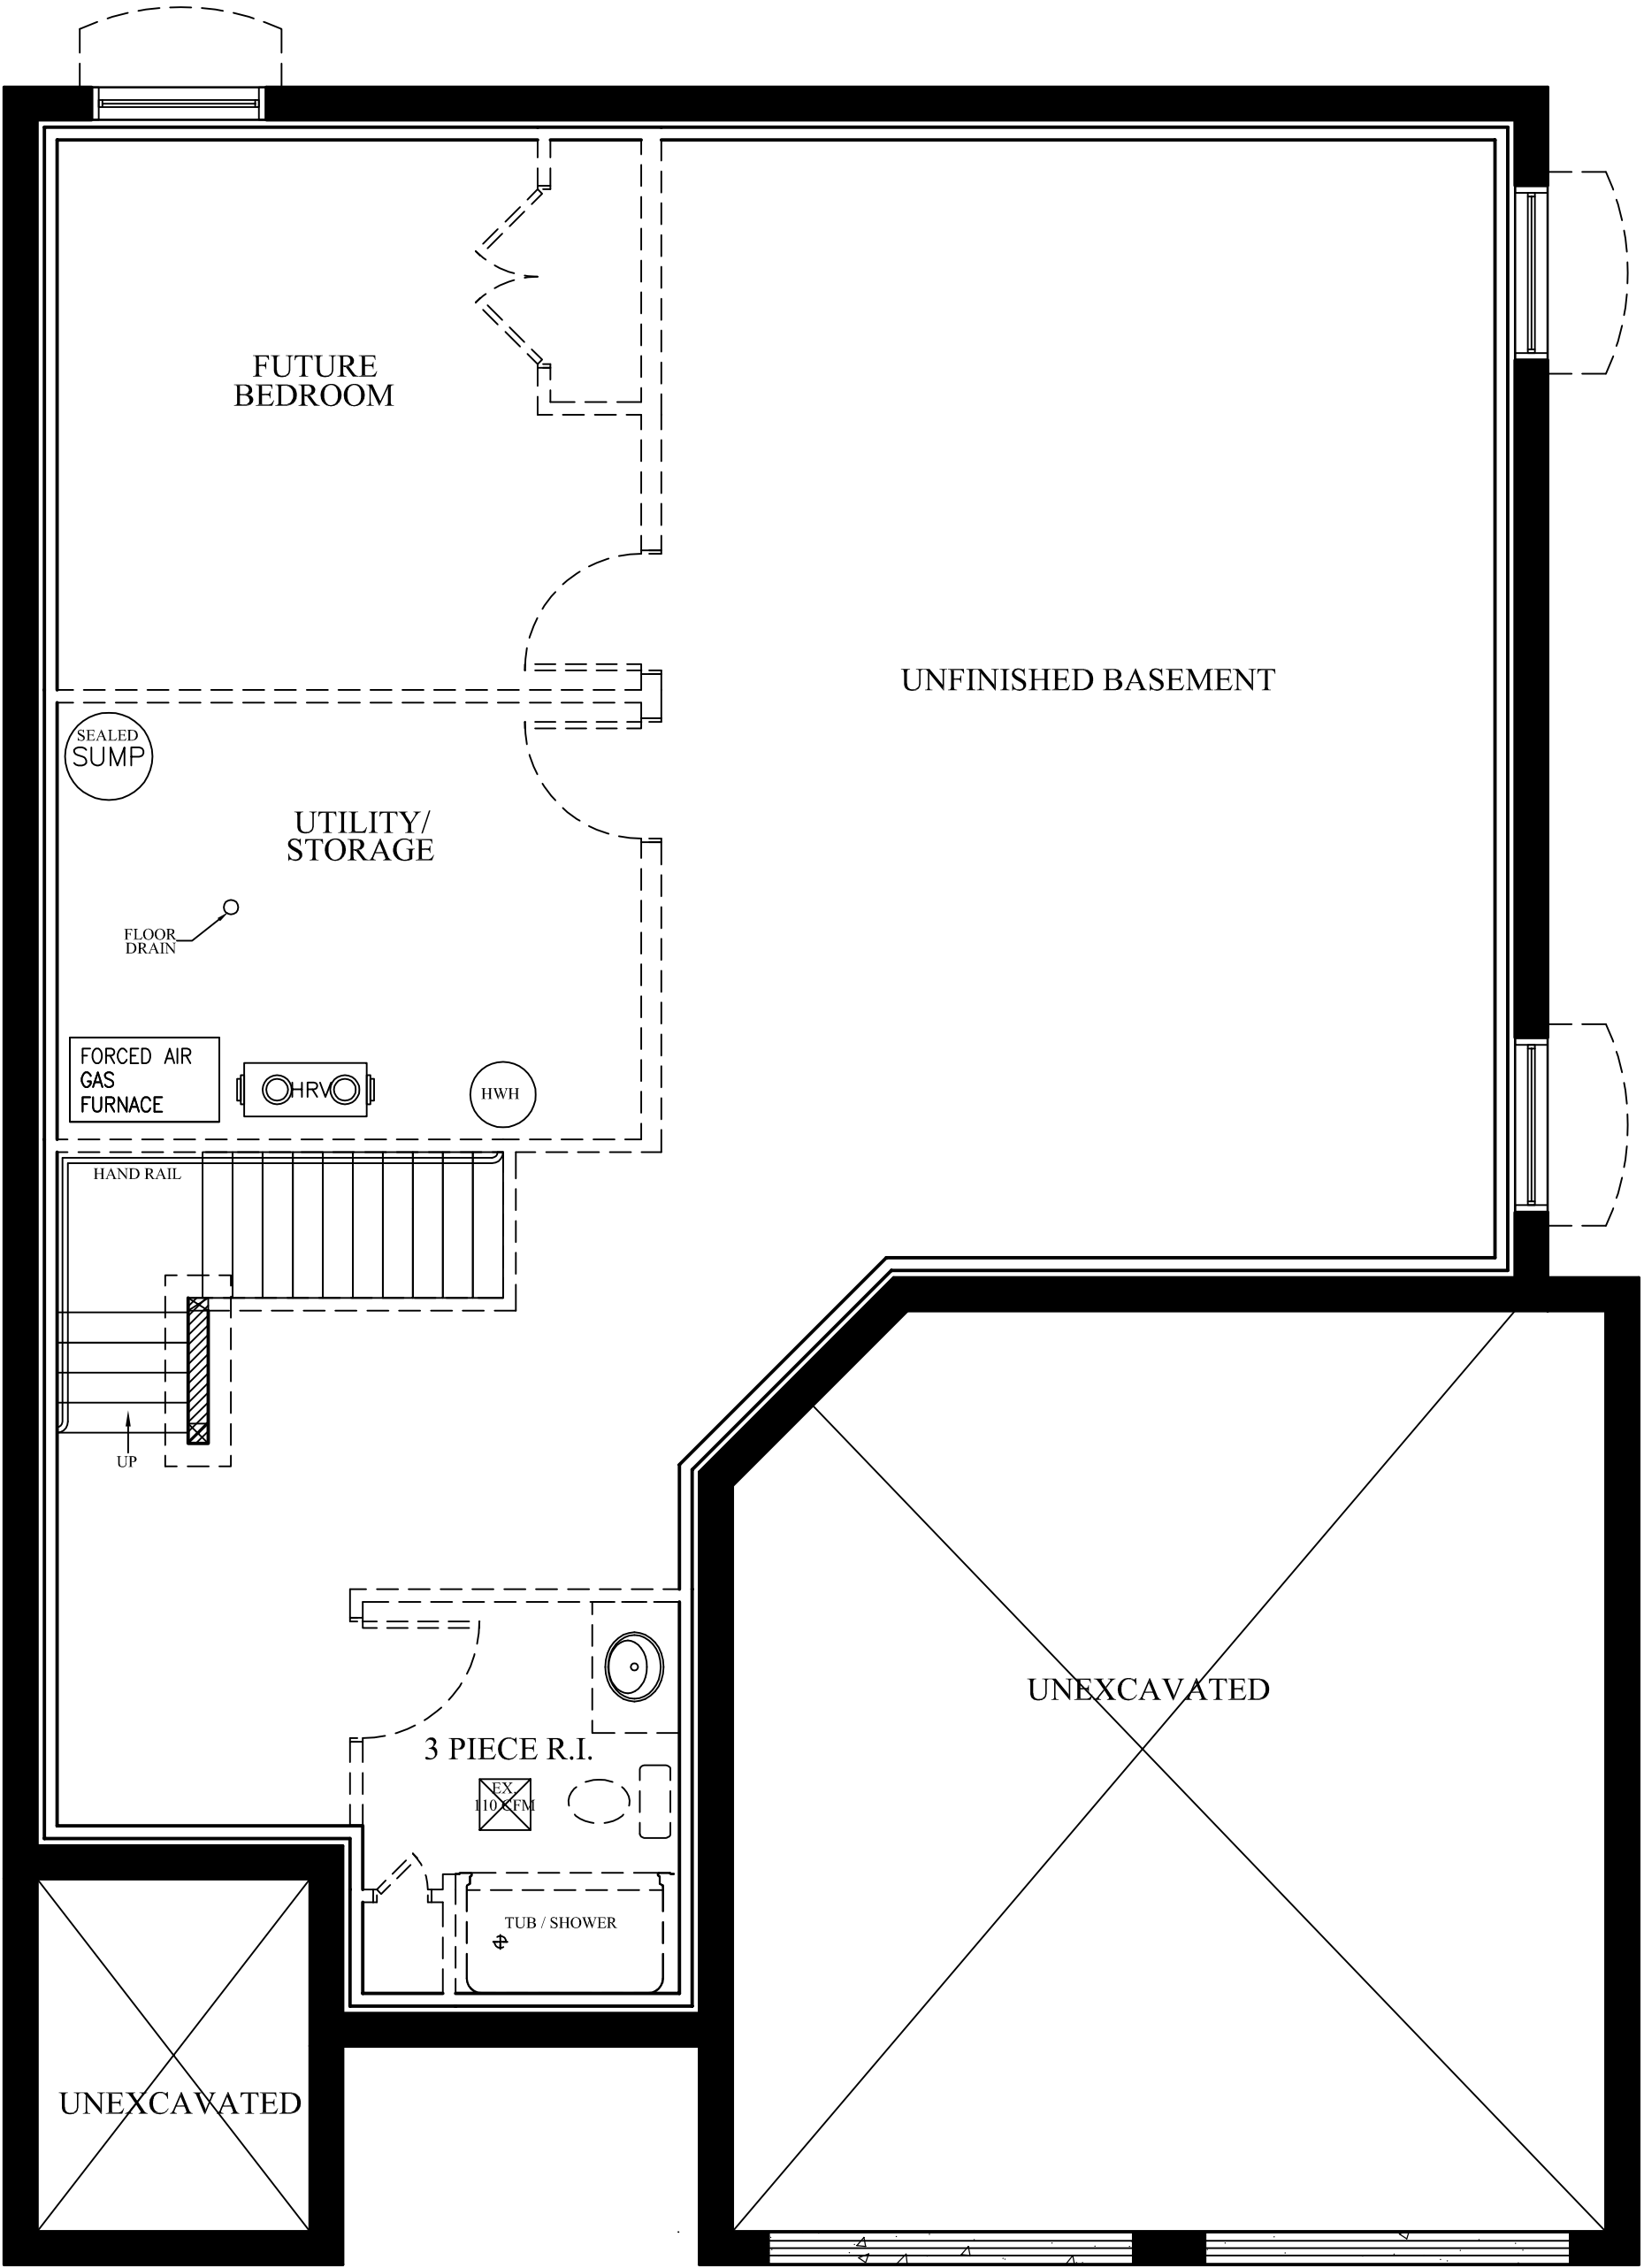 FUTURE
BEDROOM
UNFINISHED BASEMENT
SEALED
SUMP
UTILITY/
STORAGE
FLOOR
DRAIN
FORCED AIR
GAS
FURNACE
HRV
HWH
HAND RAIL
UP
UNEXCAVATED
3 PIECE R.I.
EX.
110 CFM
TUB / SHOWER
UNEXCAVATED